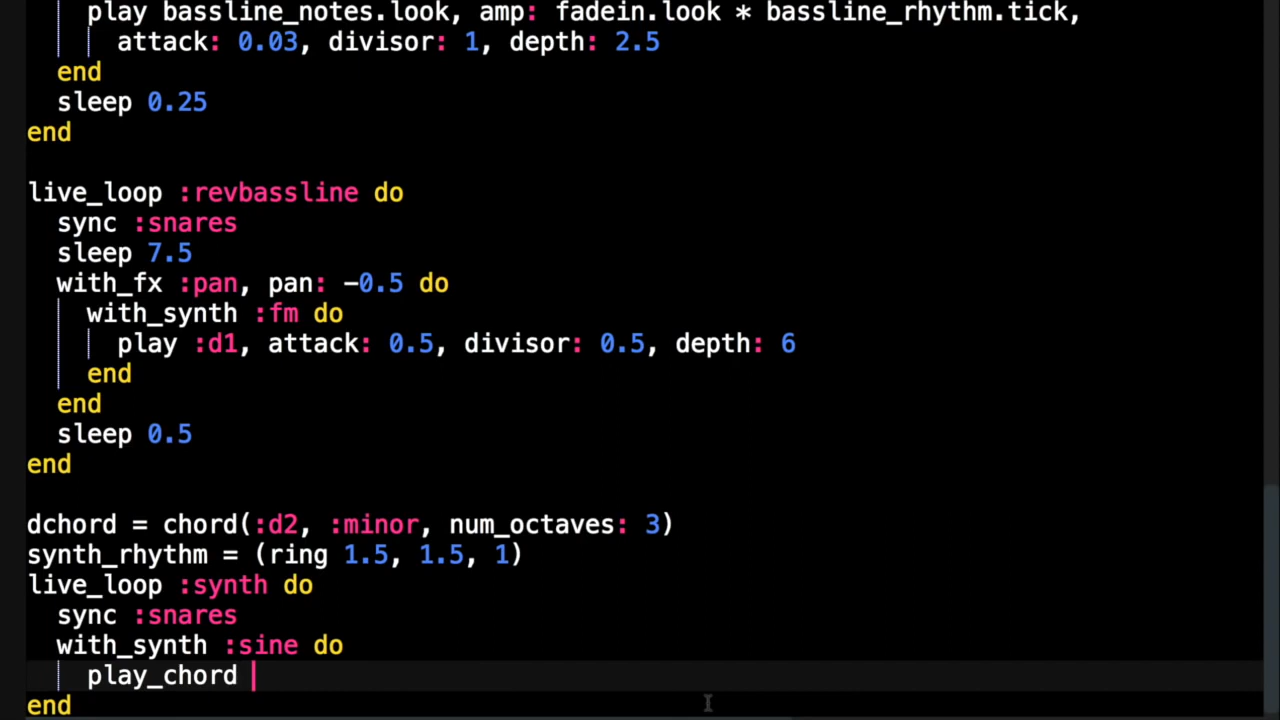 play bassline_notes.look, amp: fadein.look * bassline_rhythm.tick,
attack: 0.03, divisor: 1, depth: 2.5
end
sleep 0.25
end
live_loop :revbassline do
sync :snares
sleep 7.5
with_fx :pan, pan: -0.5 do
with_synth :fm do
play :d1, attack: 0.5, divisor: 0.5, depth: 6
end
end
sleep 0.5
end
dchord = chord(:d2, :minor, num_octaves: 3)
synth_rhythm = (ring 1.5, 1.5, 1)
live_loop :synth do
sync :snares
with_synth :sine do
play_chord
end